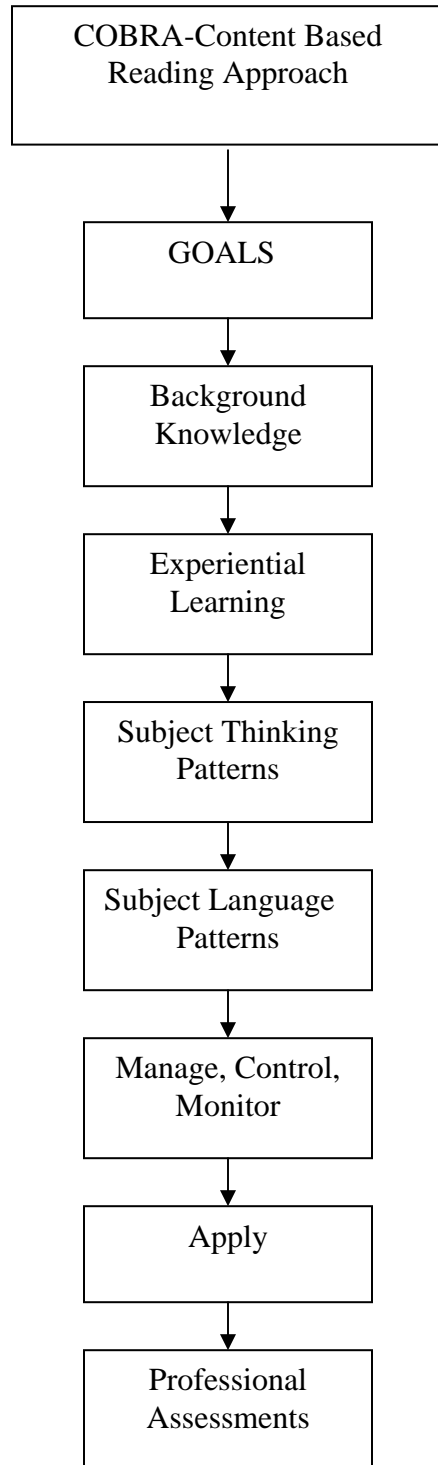 COBRA-Content Based
Reading Approach
GOALS
Background
Knowledge
Experiential
Learning
Subject Thinking
Patterns
Subject Language
Patterns
Manage, Control,
Monitor
Apply
Professional
Assessments